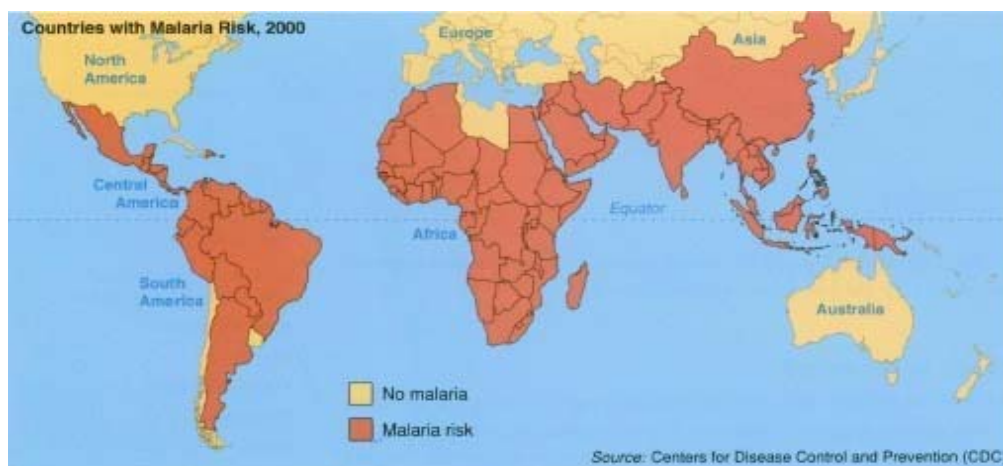 Countries with Malaria Risk, 2000
Europe
Asia
North
America
Central
America
Equator
Africa
South
America
Australia
No malaria
Malaria risk
Source: Centers for Disease Control and Prevention (CDC